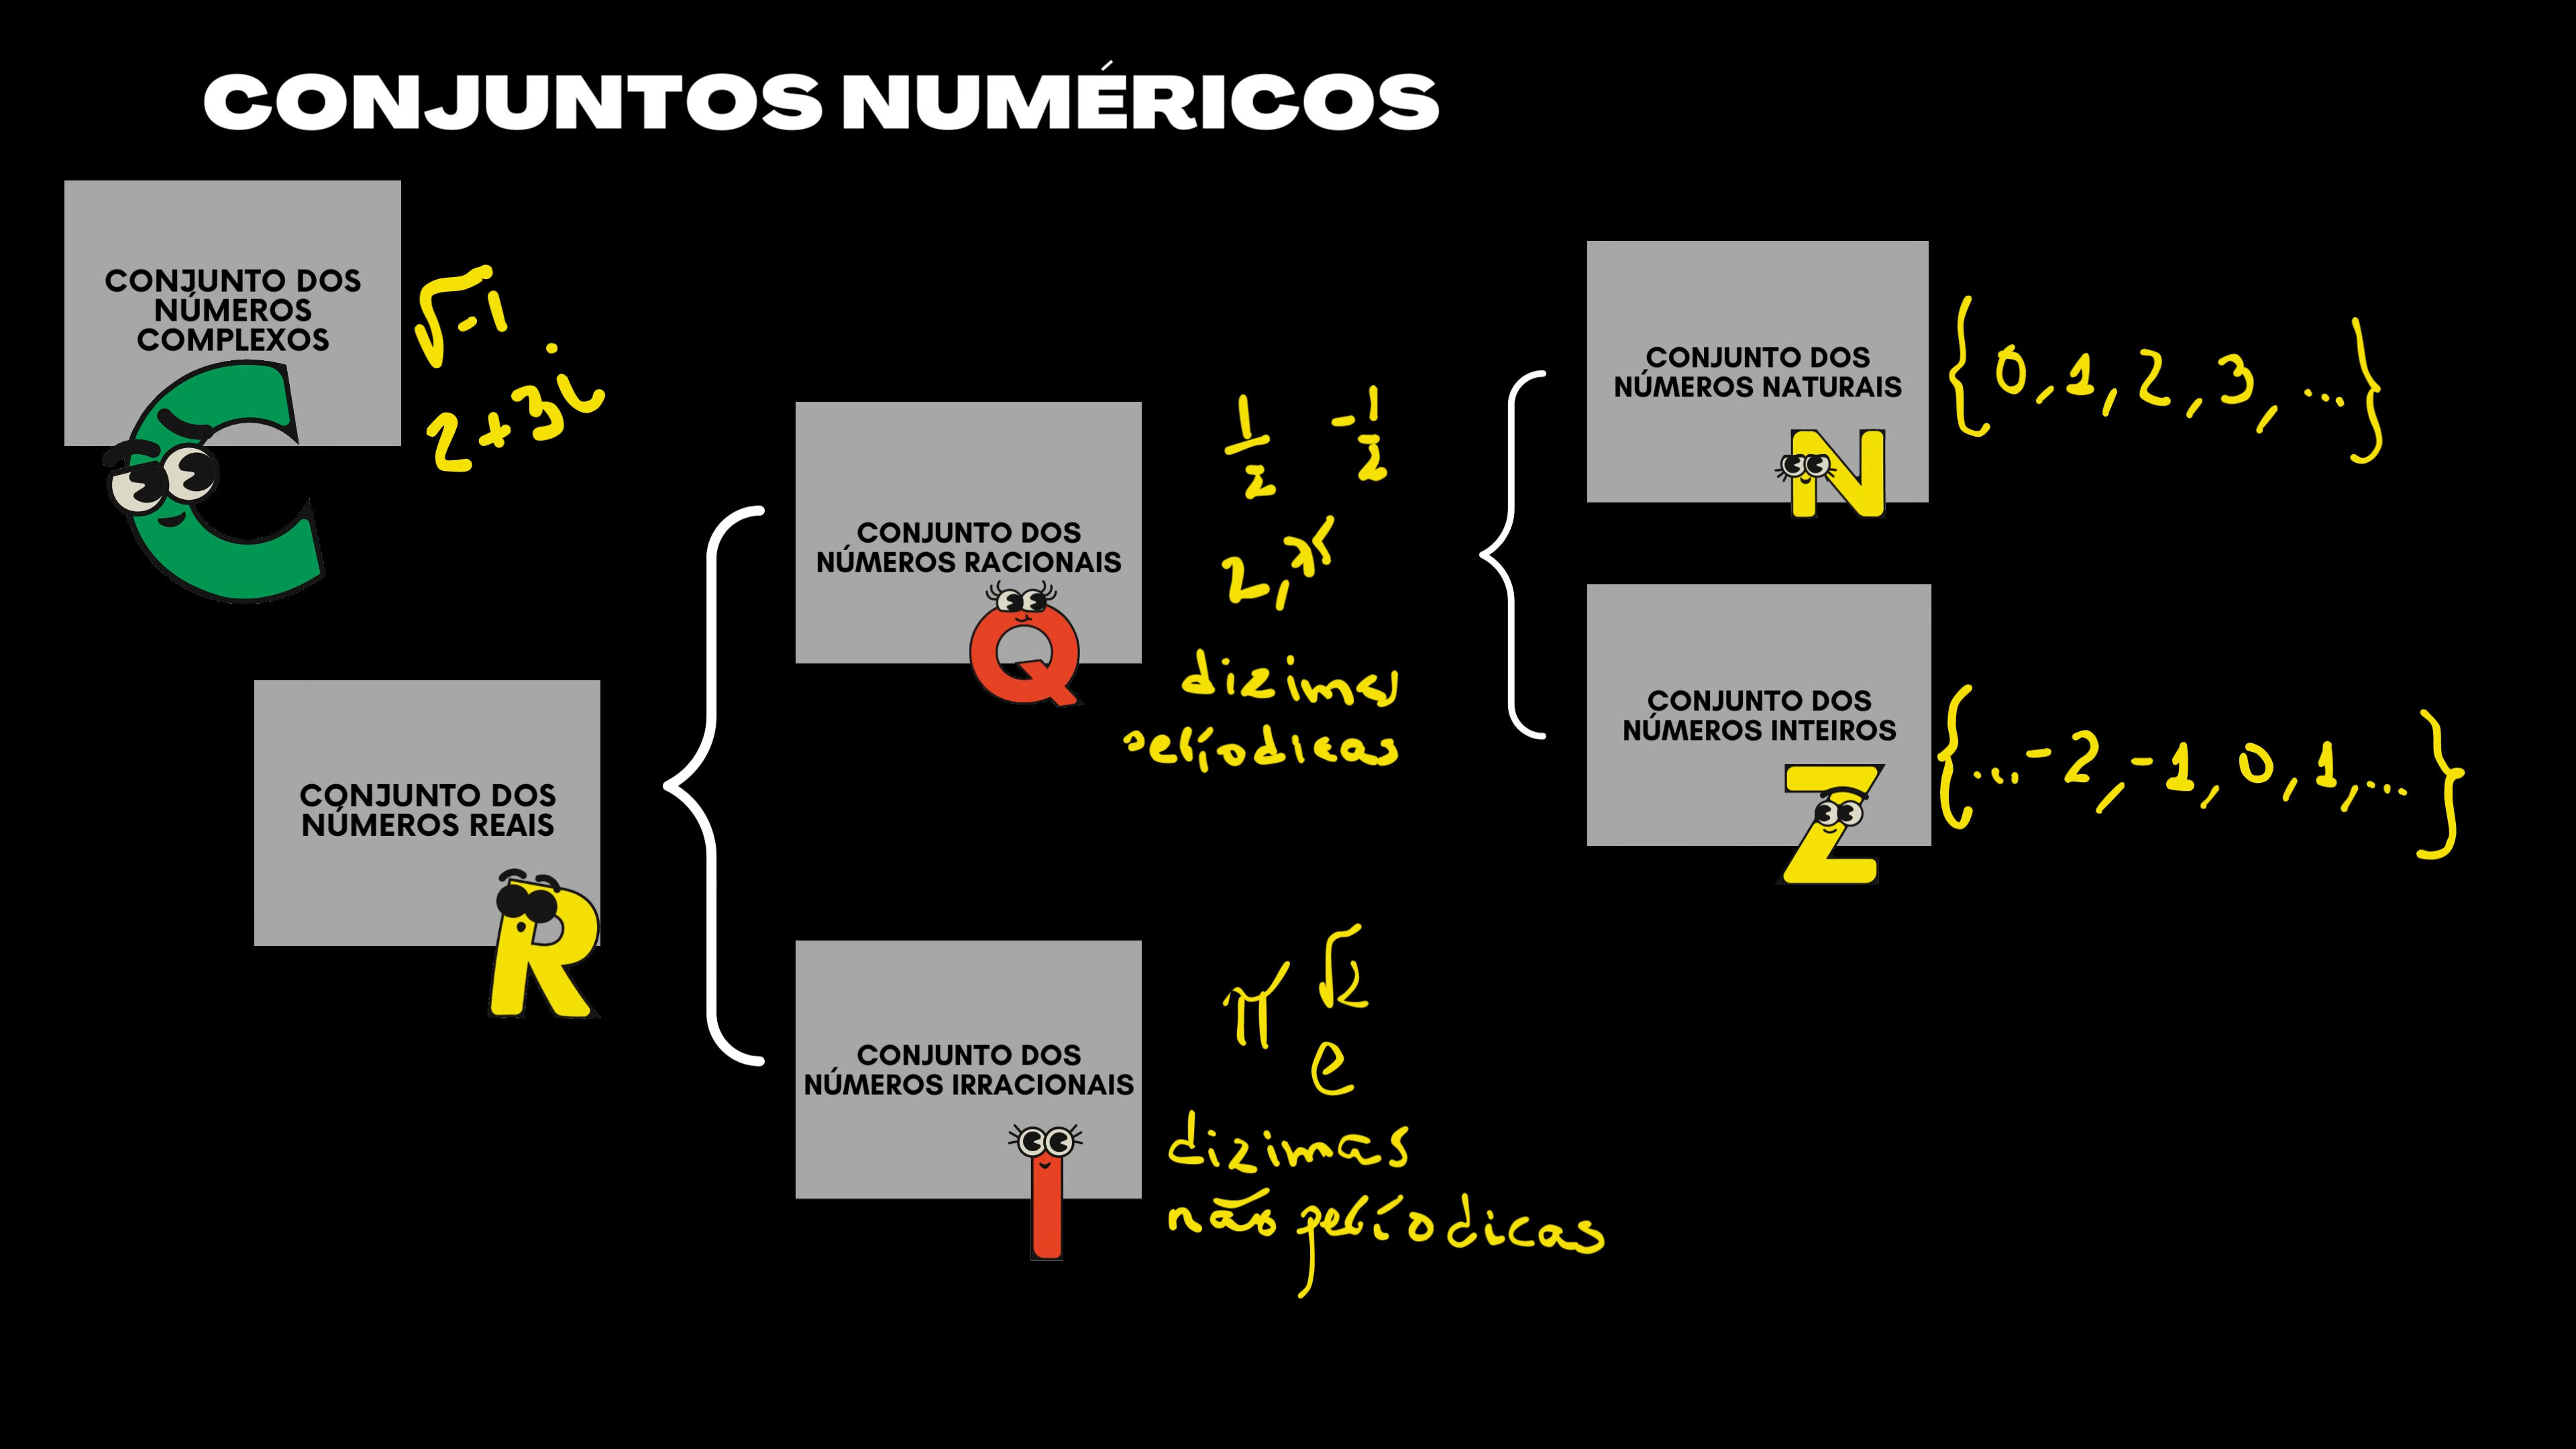 CONJUNTOS NUMÉRICOS
CONJUNTO DOS
NÚMEROS
COMPLEXOS
C
√-1
2+3i
CONJUNTO DOS
NÚMEROS REAIS
R
CONJUNTO DOS
NÚMEROS RACIONAIS
Q
1/2 -1/2
2,75
dizimas
períodicas
CONJUNTO DOS
NÚMEROS IRRACIONAIS
I
π √2
e
dizimas
não períodicas
CONJUNTO DOS
NÚMEROS NATURAIS
N
{0,1,2,3,...}
CONJUNTO DOS
NÚMEROS INTEIROS
Z
{...-2,-1,0,1,...}